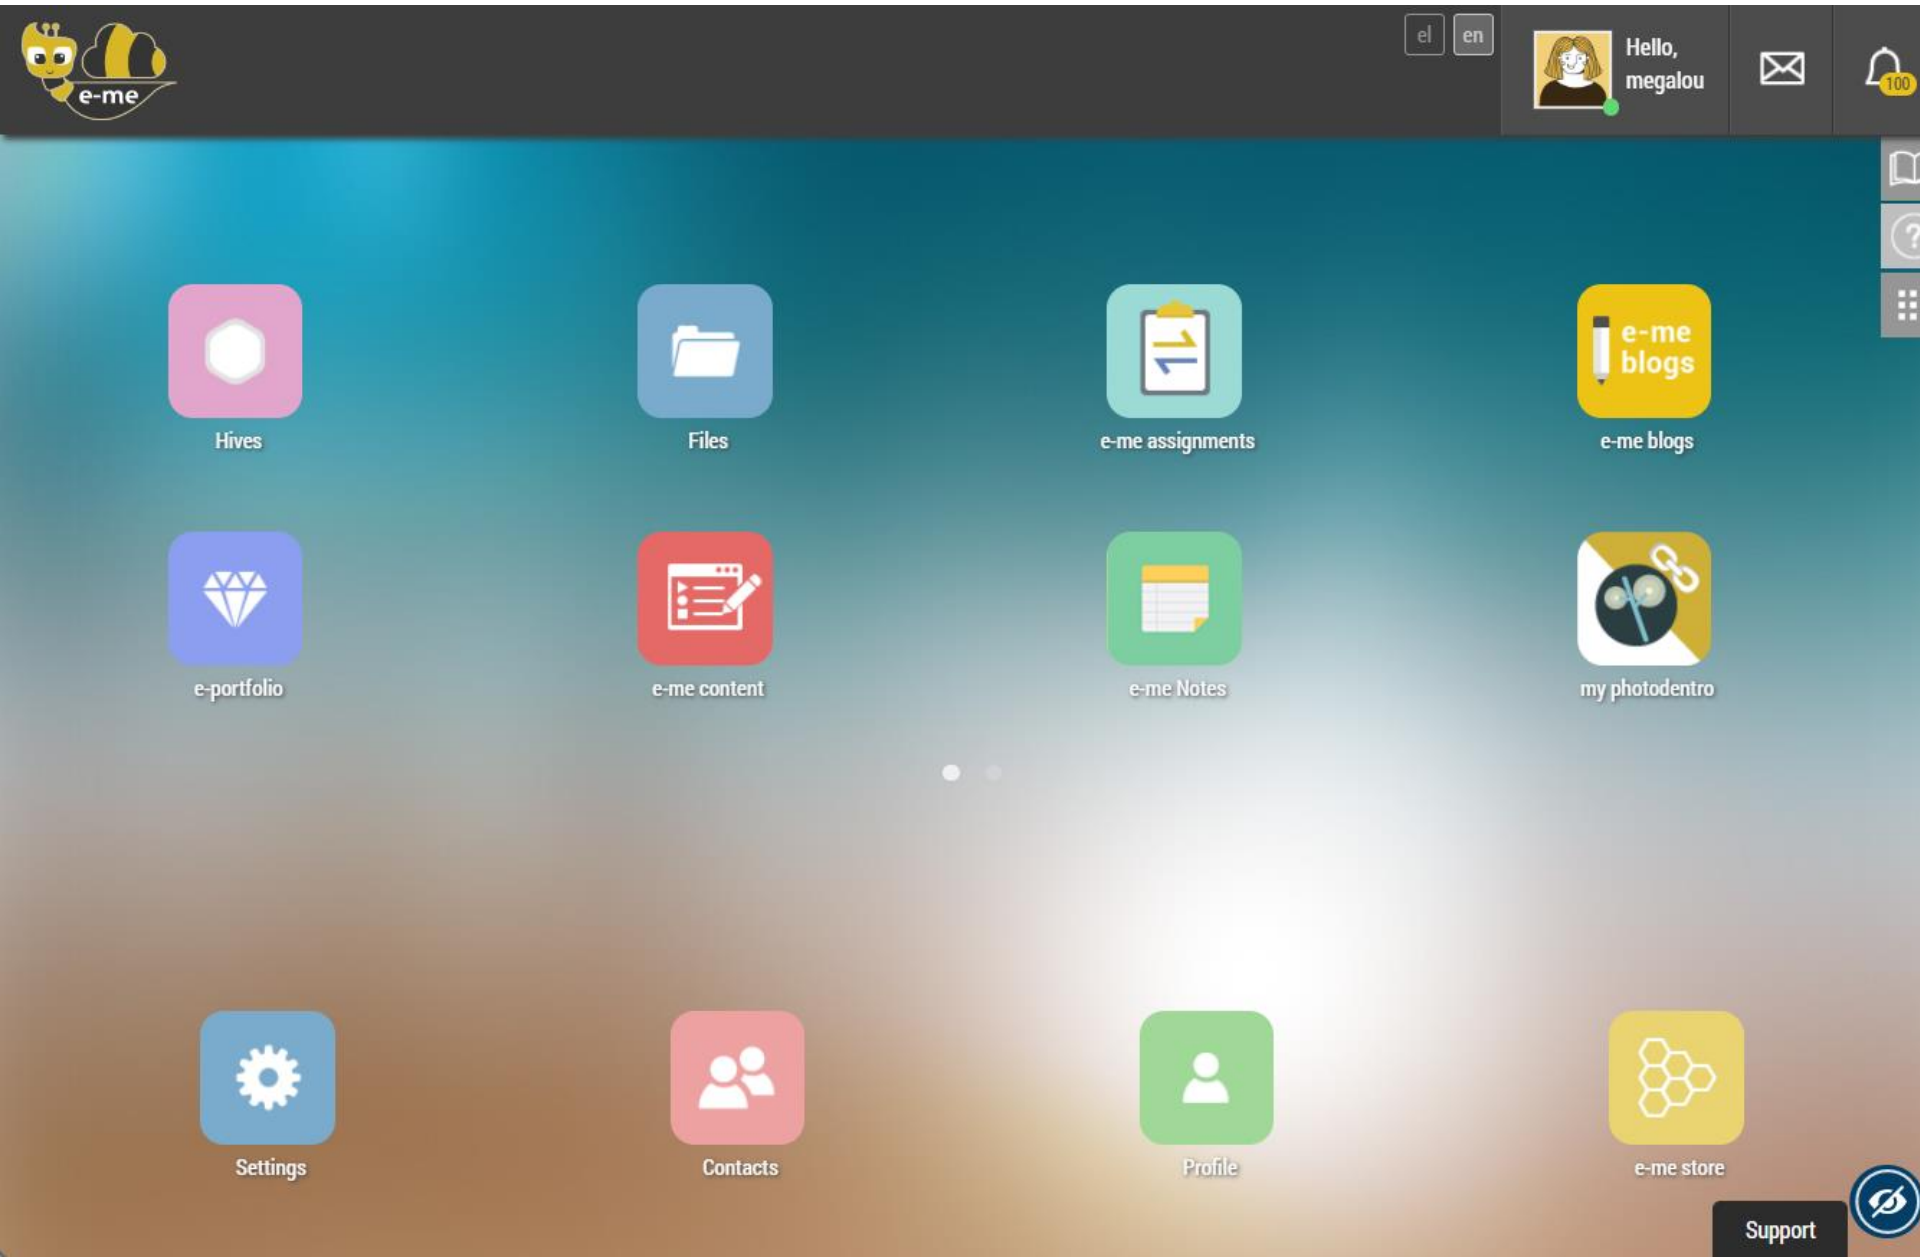 e-me
el
en
Hello,
megalou
100
?
e-me
blogs
Hives
Files
e-me assignments
e-me blogs
e-portfolio
e-me content
e-me Notes
my photodentro
Settings
Contacts
Profile
e-me store
Support